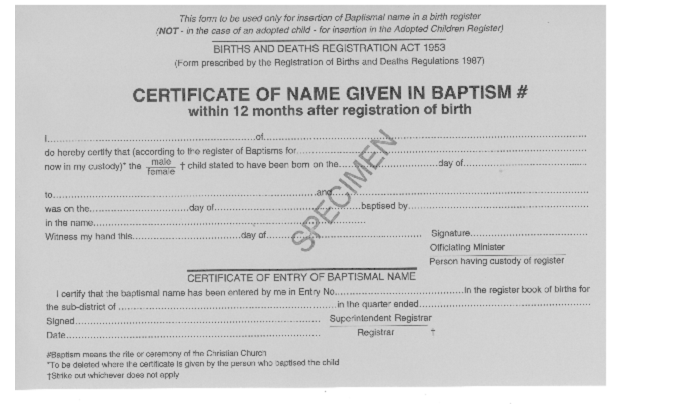 This form to be used only for insertion of Baptismal name in a birth register
(NOT - in the case of an adopted child - for insertion in the Adopted Children Register)
BIRTHS AND DEATHS REGISTRATION ACT 1953
(Form prescribed by the Registration of Births and Deaths Regulations 1987)
CERTIFICATE OF NAME GIVEN IN BAPTISM #
within 12 months after registration of birth
I..........of..........
do hereby certify that (according to the register of Baptisms for..........
now in my custody)* the male/female † child stated to have been born on the..........day of..........
to..........and..........
was on the..........day of..........baptised by..........
in the name..........
Witness my hand this..........day of.......... Signature..........
Officiating Minister
Person having custody of register
SPECIMEN
CERTIFICATE OF ENTRY OF BAPTISMAL NAME
I certify that the baptismal name has been entered by me in Entry No...........In the register book of births for
the sub-district of ..........in the quarter ended..........
Signed.......... Superintendent Registrar
Date.......... Registrar †
#Baptism means the rite or ceremony of the Christian Church
*To be deleted where the certificate is given by the person who baptised the child
†Strike out whichever does not apply